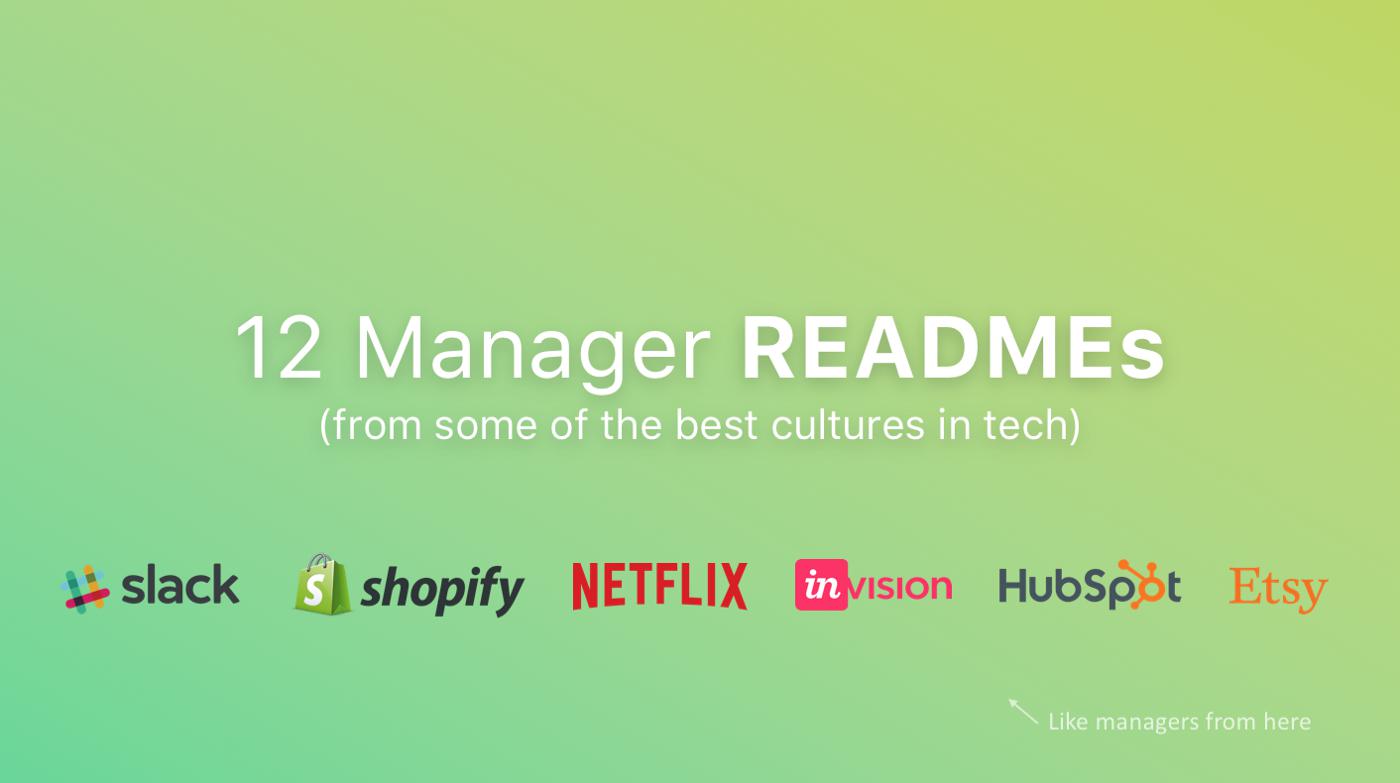 12 Manager READMEs
(from some of the best cultures in tech)
slack shopify NETFLIX invision HubSpot Etsy
Like managers from here